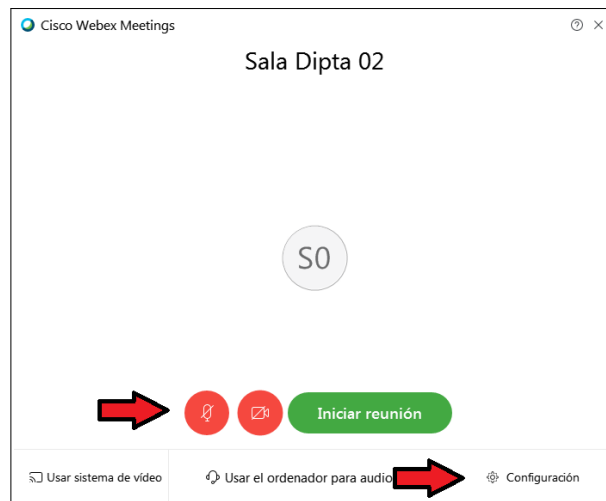 Cisco Webex Meetings
Sala Dipta 02
S0
Iniciar reunión
Usar sistema de vídeo
Usar el ordenador para audio
Configuración